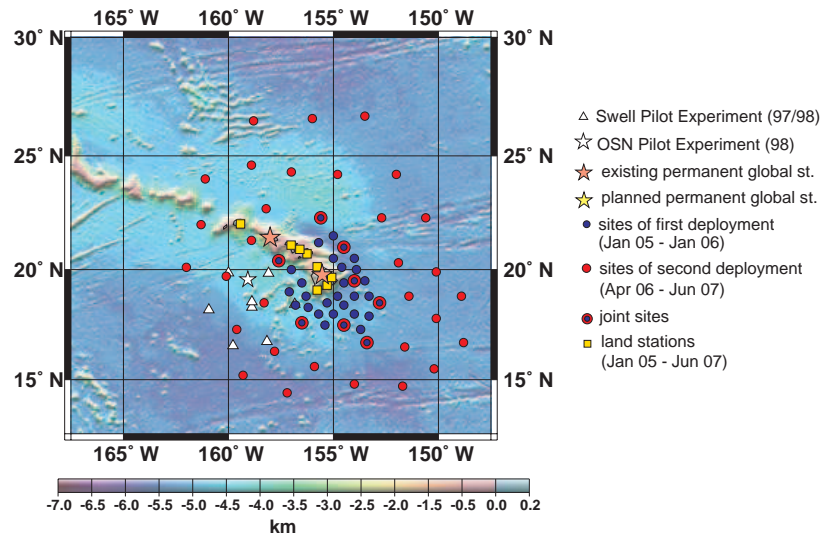 165° W 160° W 155° W 150° W
30° N 30° N
25° N 25° N
20° N 20° N
15° N 15° N
165° W 160° W 155° W 150° W
Swell Pilot Experiment (97/98)
OSN Pilot Experiment (98)
existing permanent global st.
planned permanent global st.
sites of first deployment
(Jan 05 - Jan 06)
sites of second deployment
(Apr 06 - Jun 07)
joint sites
land stations
(Jan 05 - Jun 07)
-7.0 -6.0 -5.5 -5.0 -4.5 -4.0 -3.5 -3.0 -2.5 -2.0 -1.5 -0.5 0.0 0.2
km